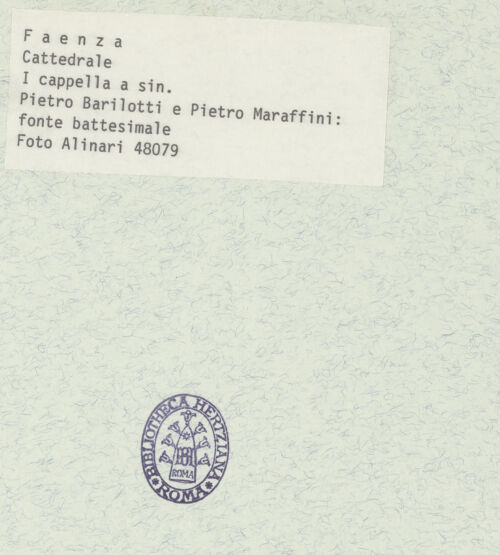 F a e n z a
Cattedrale
I cappella a sin.
Pietro Barilotti e Pietro Maraffini:
fonte battesimale
Foto Alinari 48079
BIBLIOTHECA HERTZIANA
ROMA
* ROMA *